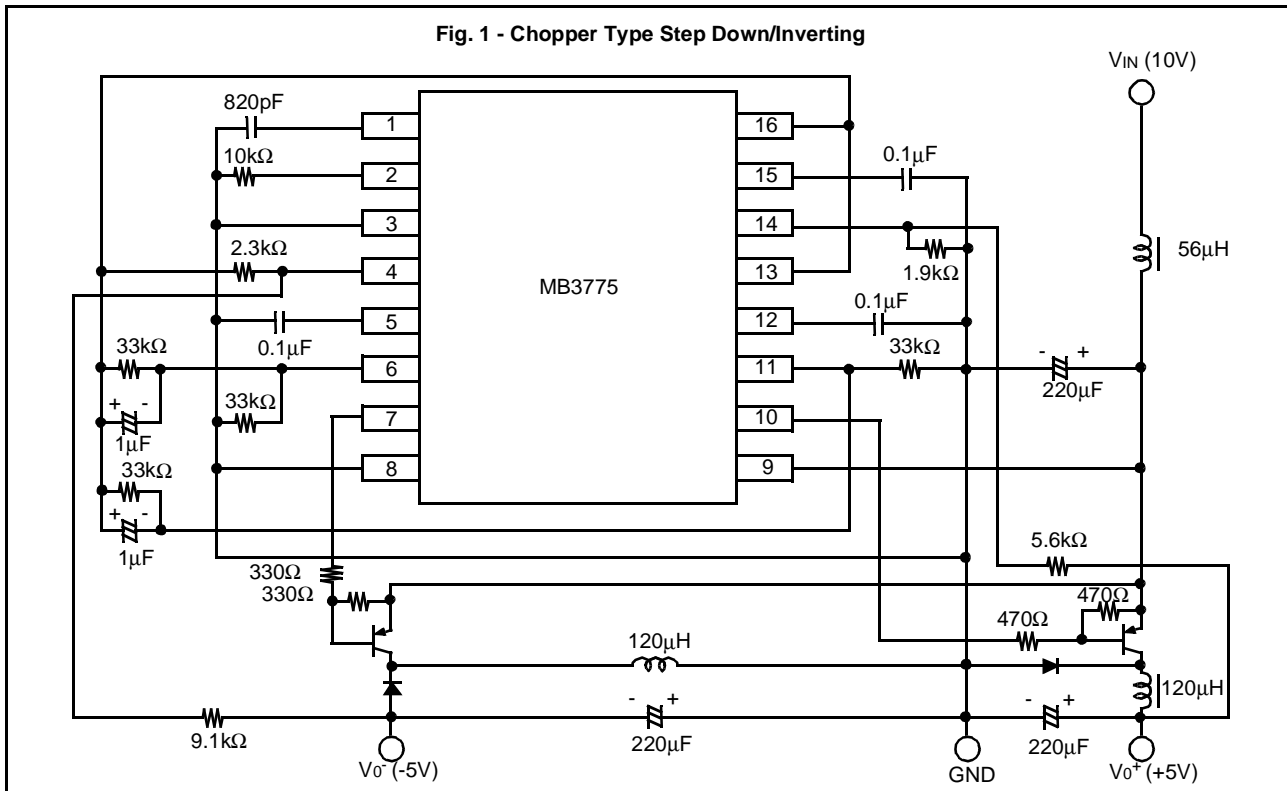 Fig. 1 - Chopper Type Step Down/Inverting
VIN (10V)
820pF
1
16
10kΩ
2
15
0.1μF
3
14
2.3kΩ
1.9kΩ
56μH
4
13
MB3775
5
12
0.1μF
0.1μF
33kΩ
6
11
33kΩ
- +
220μF
33kΩ
+ -
1μF
7
10
33kΩ
8
9
+ -
1μF
5.6kΩ
330Ω
330Ω
470Ω
470Ω
120μH
120μH
9.1kΩ
- +
220μF
- +
220μF
V0- (-5V)
GND
V0+ (+5V)